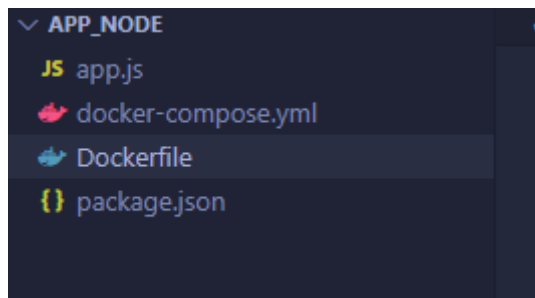 APP_NODE
JS app.js
docker-compose.yml
Dockerfile
{} package.json